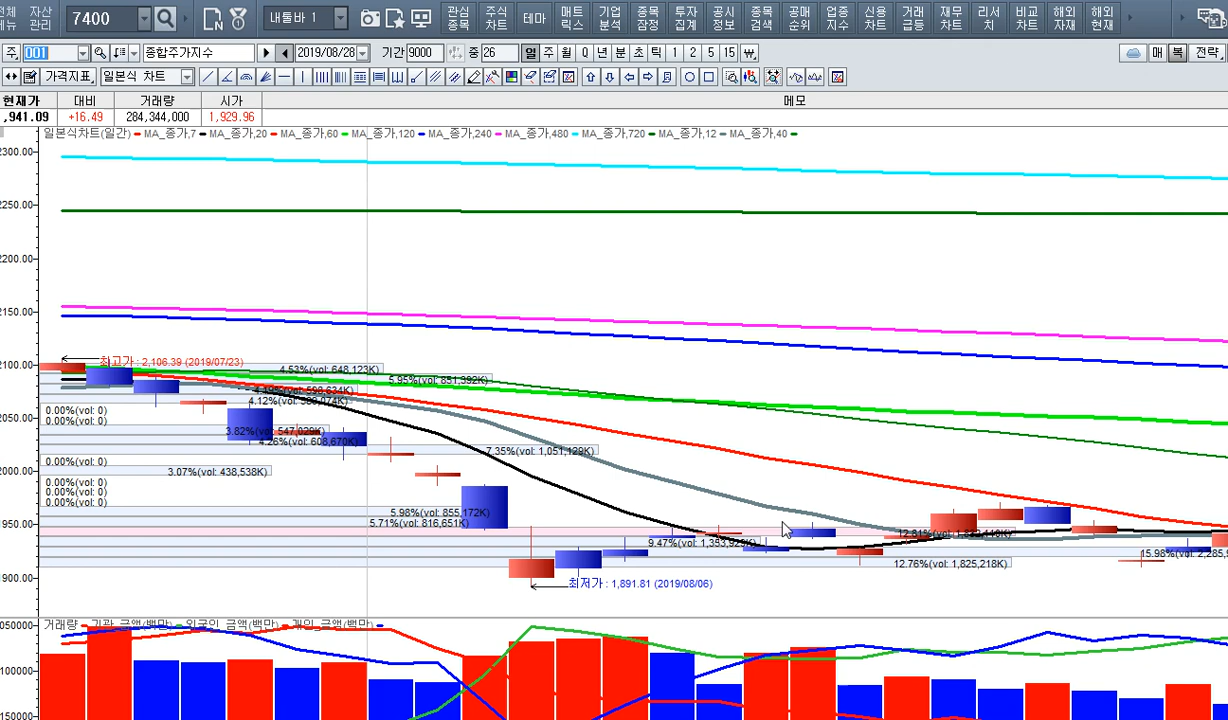 전체 자산 7400 내툴바 1 관심 주식 테마 매트 기업 종목 투자 공시 종목 공매 업종 신용 거래 재무 리서 비교 해외 해외
메뉴 관리 종목 차트 릭스 분석 잠정 집계 정보 검색 순위 지수 차트 급등 차트 치 차트 자재 현재
주, 001 종합주가지수 2019/08/28 기간 9000 중 26 일 주 월 Q 년 분 초 틱 1 2 5 15 ₩, 매 복 전략,
가격지표, 일본식 차트
현재가 대비 거래량 시가 메모
,941.09 +16.49 284,344,000 1,929.96
일본식차트(일간) MA_종가,7 MA_종가,20 MA_종가,60 MA_종가,120 MA_종가,240 MA_종가,480 MA_종가,720 MA_종가,12 MA_종가,40
2300.00
2250.00
2200.00
2150.00
2100.00
최고가 : 2,106.39 (2019/07/23)
4.53%(vol: 648,123K)
5.95%(vol: 851,392K)
4.12%(vol:
2050.00
0.00%(vol: 0)
0.00%(vol: 0)
3.82%(vol: 547,029K)
4.26%(vol: 608,670K)
7.35%(vol: 1,051,129K)
0.00%(vol: 0)
2000.00
3.07%(vol: 438,538K)
0.00%(vol: 0)
0.00%(vol: 0)
0.00%(vol: 0)
5.98%(vol: 855,172K)
1950.00
5.71%(vol: 816,651K)
9.47%(vol:
15.98%(vol: 2,285,9
12.76%(vol: 1,825,218K)
1900.00
최저가 : 1,891.81 (2019/08/06)
050000 거래량 기관 금액(백만) 외국인 금액(백만) 개인 금액(백만)
100000
150000